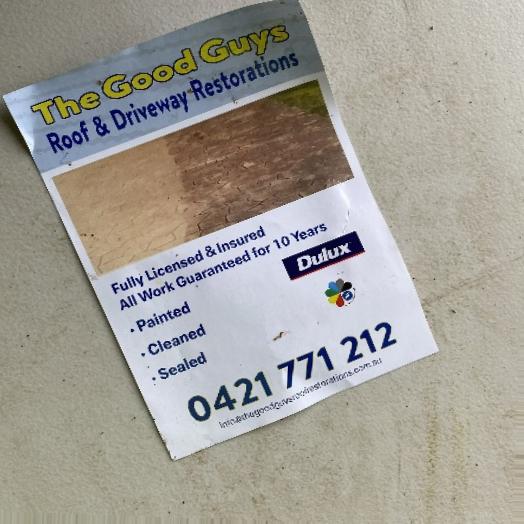 The Good Guys
Roof & Driveway Restorations
Fully Licensed & Insured
All Work Guaranteed for 10 Years
Dulux
• Painted
• Cleaned
• Sealed
0421 771 212
info@thegoodguysroofrestorations.com.au